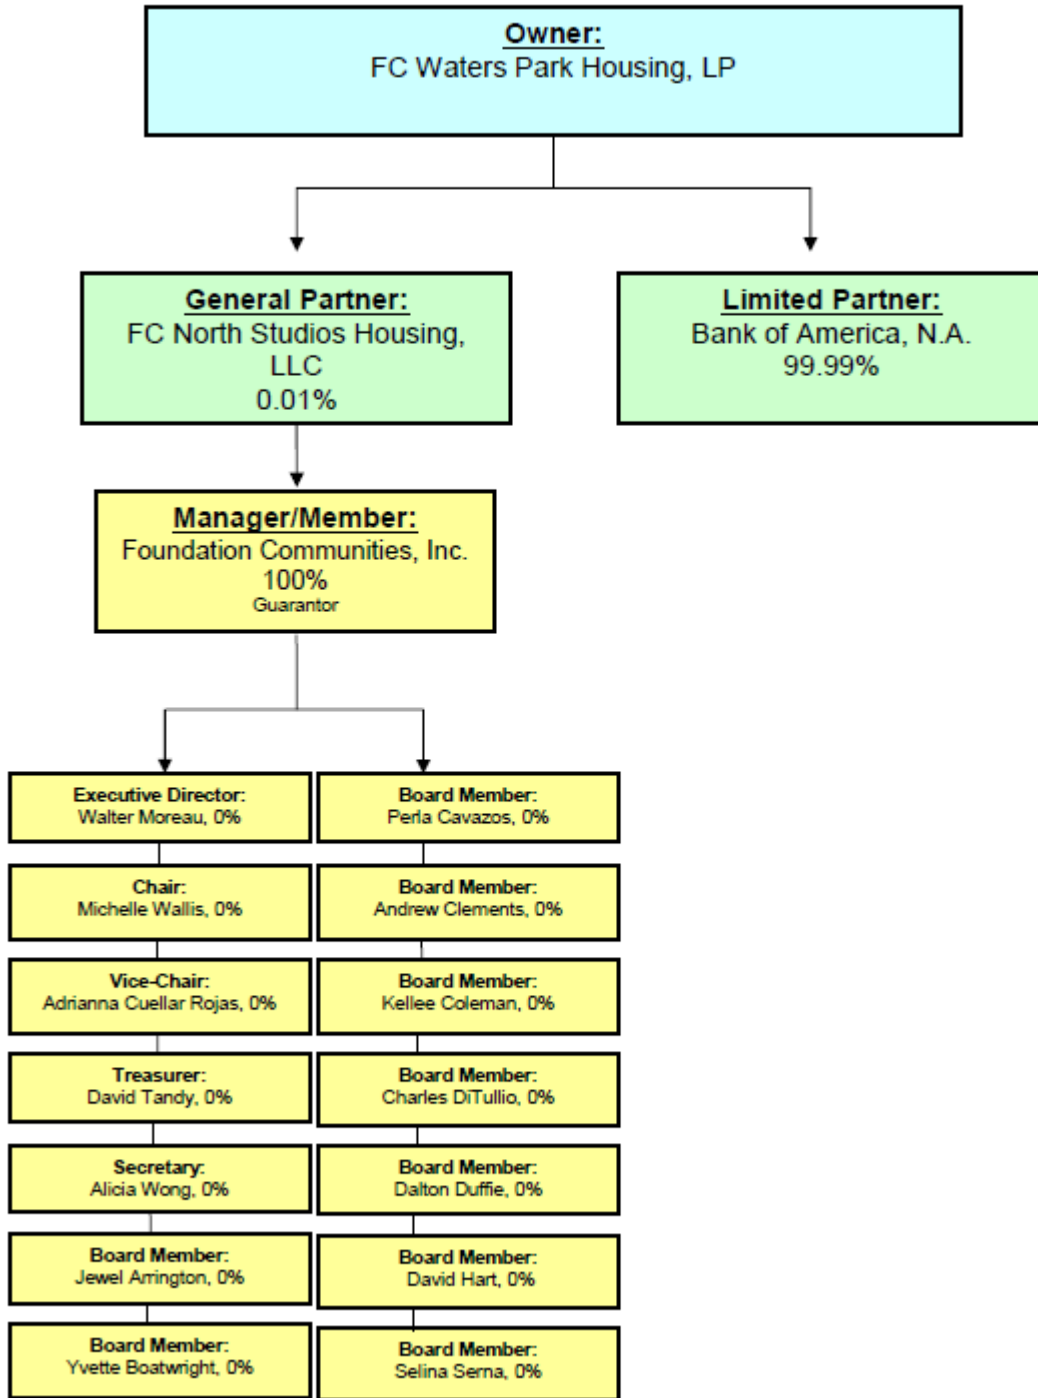 Owner:
FC Waters Park Housing, LP
General Partner:
FC North Studios Housing,
LLC
0.01%
Limited Partner:
Bank of America, N.A.
99.99%
Manager/Member:
Foundation Communities, Inc.
100%
Guarantor
Executive Director:
Walter Moreau, 0%
Chair:
Michelle Wallis, 0%
Vice-Chair:
Adrianna Cuellar Rojas, 0%
Treasurer:
David Tandy, 0%
Secretary:
Alicia Wong, 0%
Board Member:
Jewel Arrington, 0%
Board Member:
Yvette Boatwright, 0%
Board Member:
Perla Cavazos, 0%
Board Member:
Andrew Clements, 0%
Board Member:
Kellee Coleman, 0%
Board Member:
Charles DiTullio, 0%
Board Member:
Dalton Duffie, 0%
Board Member:
David Hart, 0%
Board Member:
Selina Serna, 0%